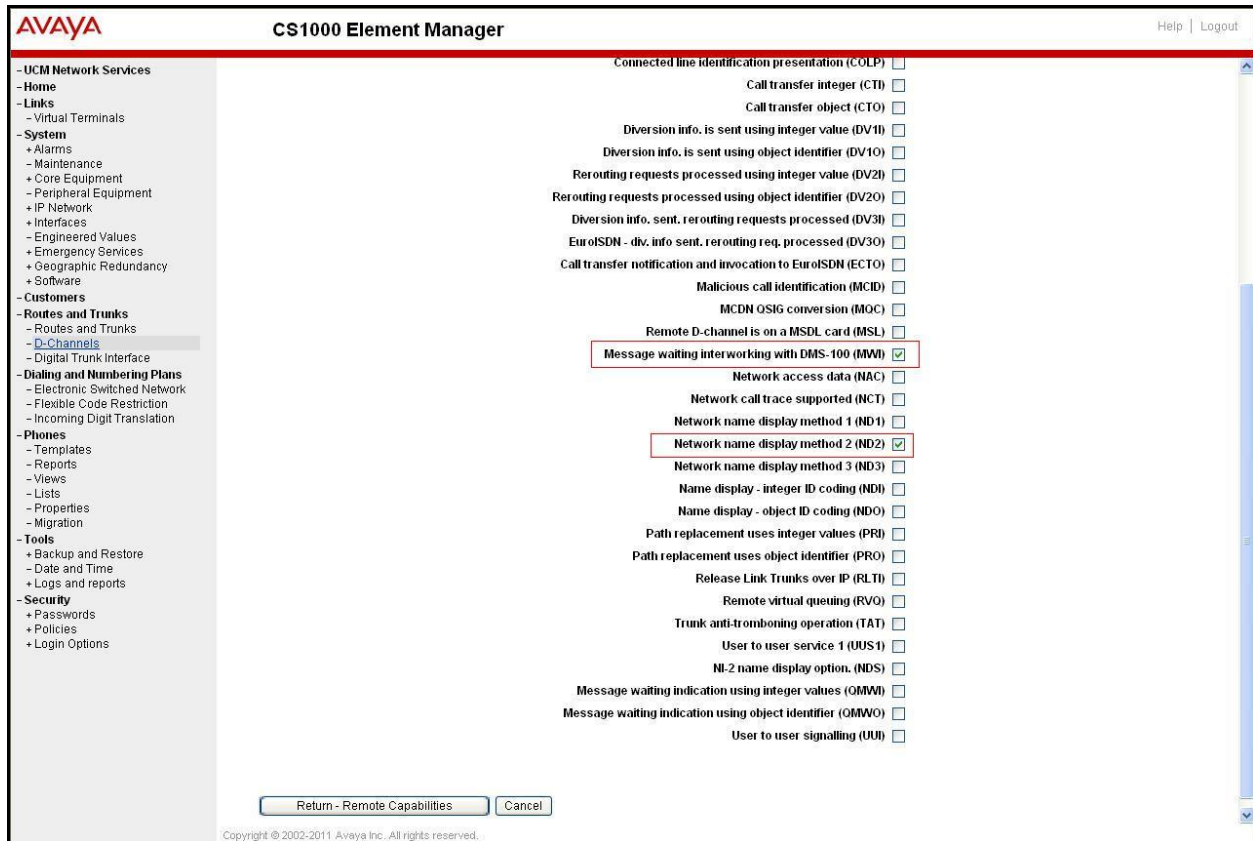 AVAYA
CS1000 Element Manager
Help | Logout
- UCM Network Services
- Home
- Links
- Virtual Terminals
- System
+ Alarms
- Maintenance
+ Core Equipment
- Peripheral Equipment
+ IP Network
+ Interfaces
- Engineered Values
+ Emergency Services
+ Geographic Redundancy
+ Software
- Customers
- Routes and Trunks
- Routes and Trunks
- D-Channels
- Digital Trunk Interface
- Dialing and Numbering Plans
- Electronic Switched Network
- Flexible Code Restriction
- Incoming Digit Translation
- Phones
- Templates
- Reports
- Views
- Lists
- Properties
- Migration
- Tools
+ Backup and Restore
- Date and Time
+ Logs and reports
- Security
+ Passwords
+ Policies
+ Login Options
Connected line identification presentation (COLP)
Call transfer integer (CTI)
Call transfer object (CTO)
Diversion info. is sent using integer value (DV1I)
Diversion info. is sent using object identifier (DV1O)
Rerouting requests processed using integer value (DV2I)
Rerouting requests processed using object identifier (DV2O)
Diversion info. sent. rerouting requests processed (DV3I)
EuroISDN - div. info sent. rerouting req. processed (DV3O)
Call transfer notification and invocation to EuroISDN (ECTO)
Malicious call identification (MCID)
MCDN QSIG conversion (MQC)
Remote D-channel is on a MSDL card (MSL)
Message waiting interworking with DMS-100 (MWI)
Network access data (NAC)
Network call trace supported (NCT)
Network name display method 1 (ND1)
Network name display method 2 (ND2)
Network name display method 3 (ND3)
Name display - integer ID coding (NDI)
Name display - object ID coding (NDO)
Path replacement uses integer values (PRI)
Path replacement uses object identifier (PRO)
Release Link Trunks over IP (RLTI)
Remote virtual queuing (RVQ)
Trunk anti-tromboning operation (TAT)
User to user service 1 (UUS1)
NI-2 name display option. (NDS)
Message waiting indication using integer values (QMWI)
Message waiting indication using object identifier (QMWO)
User to user signalling (UUI)
Return - Remote Capabilities
Cancel
Copyright © 2002-2011 Avaya Inc. All rights reserved.